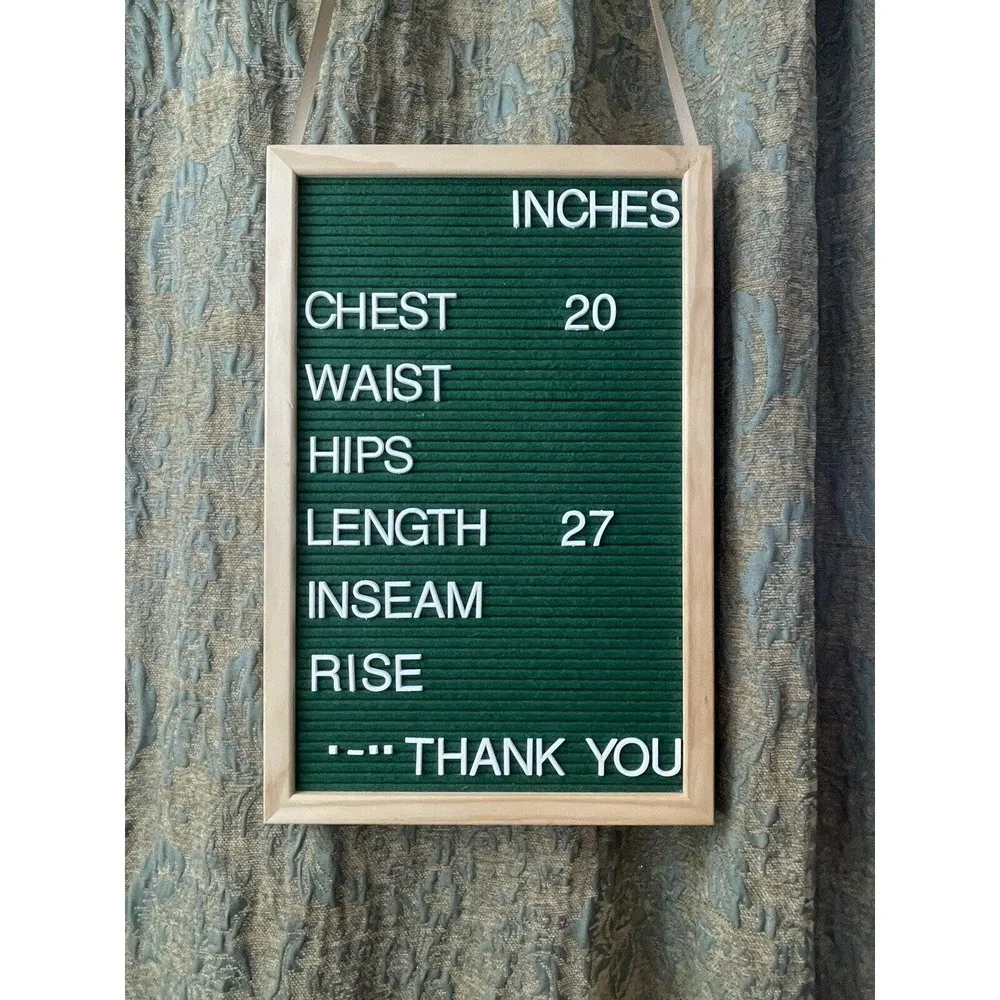 INCHES
CHEST 20
WAIST
HIPS
LENGTH 27
INSEAM
RISE
'-''THANK YOU